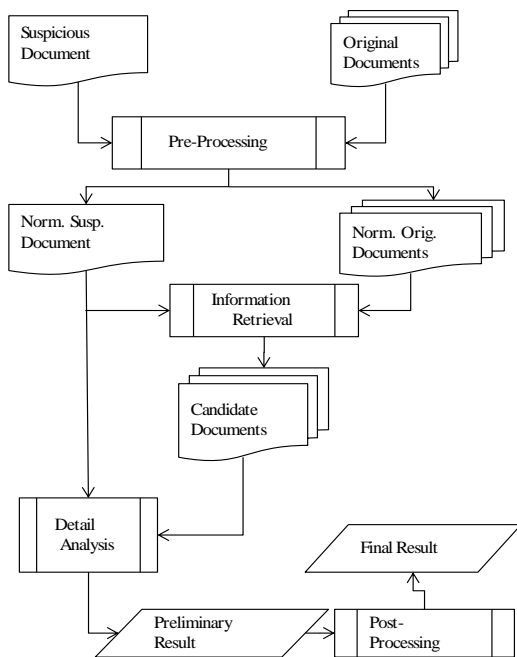 Suspicious
Document
Original
Documents
Pre-Processing
Norm. Susp.
Document
Norm. Orig.
Documents
Information
Retrieval
Candidate
Documents
Detail
Analysis
Final Result
Preliminary
Result
Post-
Processing